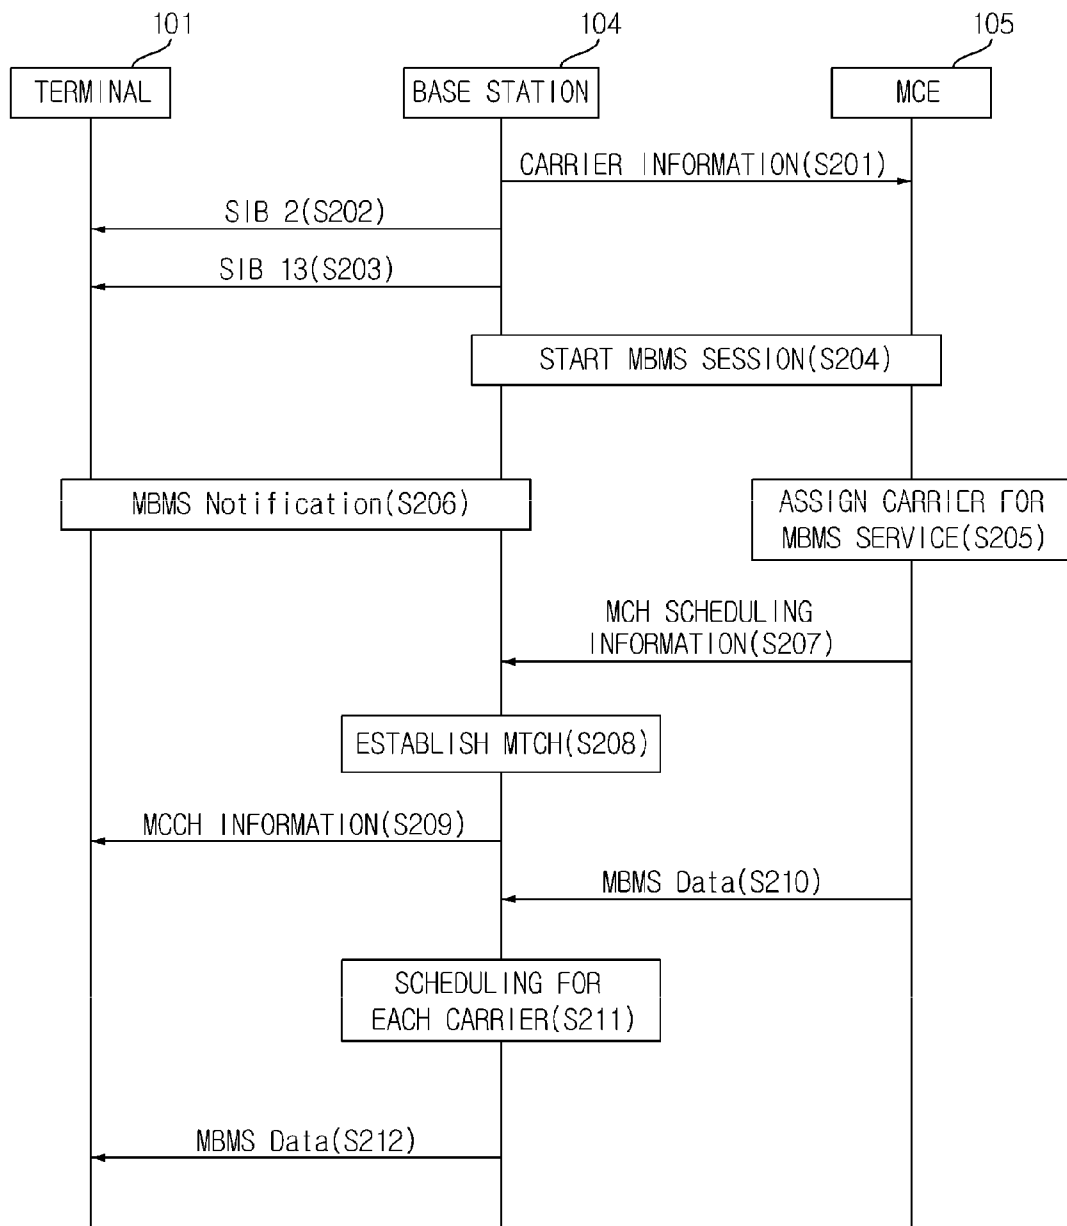 101
104
105
TERMINAL
BASE STATION
MCE
CARRIER INFORMATION(S201)
SIB 2(S202)
SIB 13(S203)
START MBMS SESSION(S204)
MBMS Notification(S206)
ASSIGN CARRIER FOR
MBMS SERVICE(S205)
MCH SCHEDULING
INFORMATION(S207)
ESTABLISH MTCH(S208)
MCCH INFORMATION(S209)
MBMS Data(S210)
SCHEDULING FOR
EACH CARRIER(S211)
MBMS Data(S212)